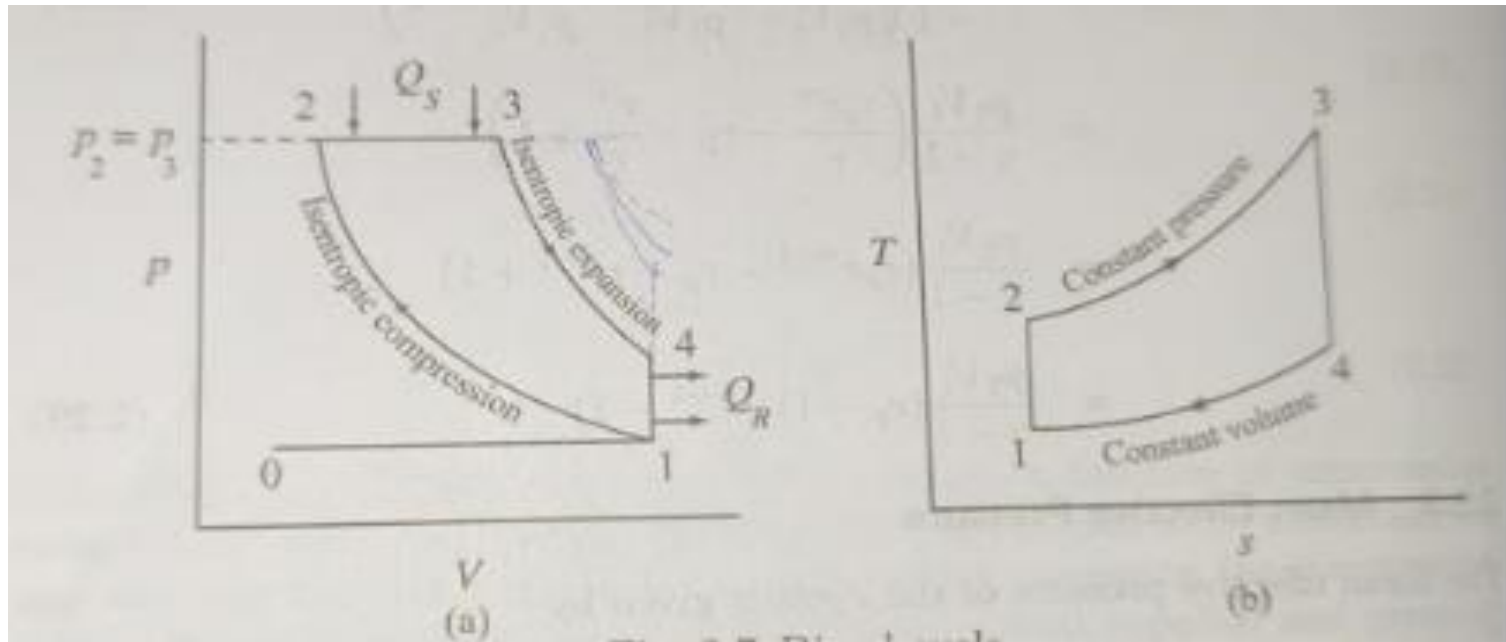 2
Q_S
3
p_2 = p_3
Isentropic expansion
Isentropic compression
p
4
Q_R
0
1
V
(a)
3
Constant pressure
T
2
4
1
Constant volume
s
(b)